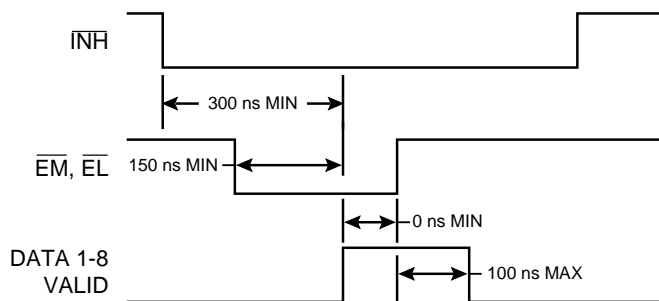 INH
300 ns MIN
EM, EL
150 ns MIN
0 ns MIN
DATA 1-8
VALID
100 ns MAX